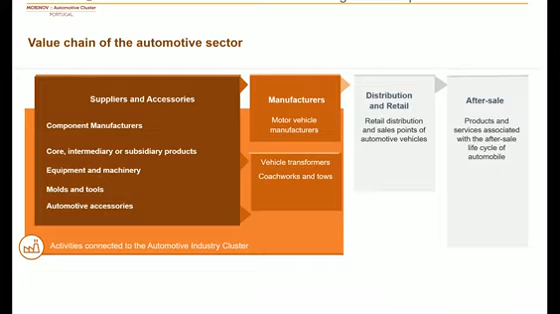 MOBINOV - Automotive Cluster
PORTUGAL
Value chain of the automotive sector
Suppliers and Accessories
Component Manufacturers
Core, intermediary or subsidiary products
Equipment and machinery
Molds and tools
Automotive accessories
Manufacturers
Motor vehicle
manufacturers
Vehicle transformers
Coachworks and tows
Distribution
and Retail
Retail distribution
and sales points of
automotive vehicles
After-sale
Products and
services associated
with the after-sale
life cycle of
automobile
Activities connected to the Automotive Industry Cluster